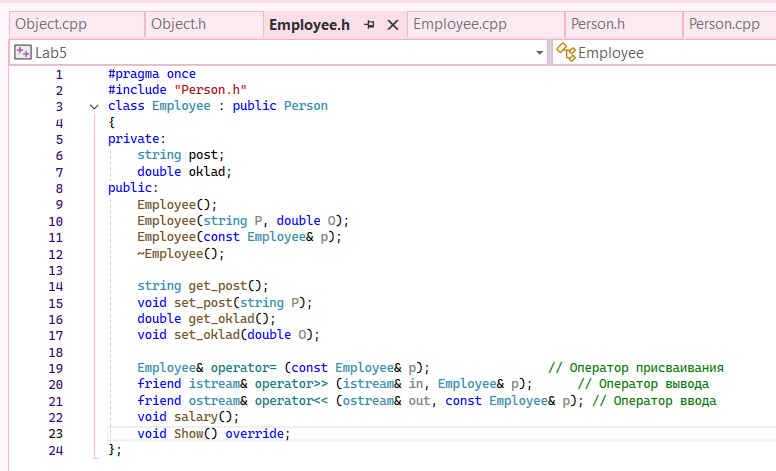 Object.cpp Object.h Employee.h Employee.cpp Person.h Person.cpp
Lab5 Employee
1 #pragma once
2 #include "Person.h"
3 class Employee : public Person
4 {
5 private:
6 string post;
7 double oklad;
8 public:
9 Employee();
10 Employee(string P, double O);
11 Employee(const Employee& p);
12 ~Employee();
13
14 string get_post();
15 void set_post(string P);
16 double get_oklad();
17 void set_oklad(double O);
18
19 Employee& operator= (const Employee& p); // Оператор присваивания
20 friend istream& operator>> (istream& in, Employee& p); // Оператор вывода
21 friend ostream& operator<< (ostream& out, const Employee& p); // Оператор ввода
22 void salary();
23 void Show() override;
24 };